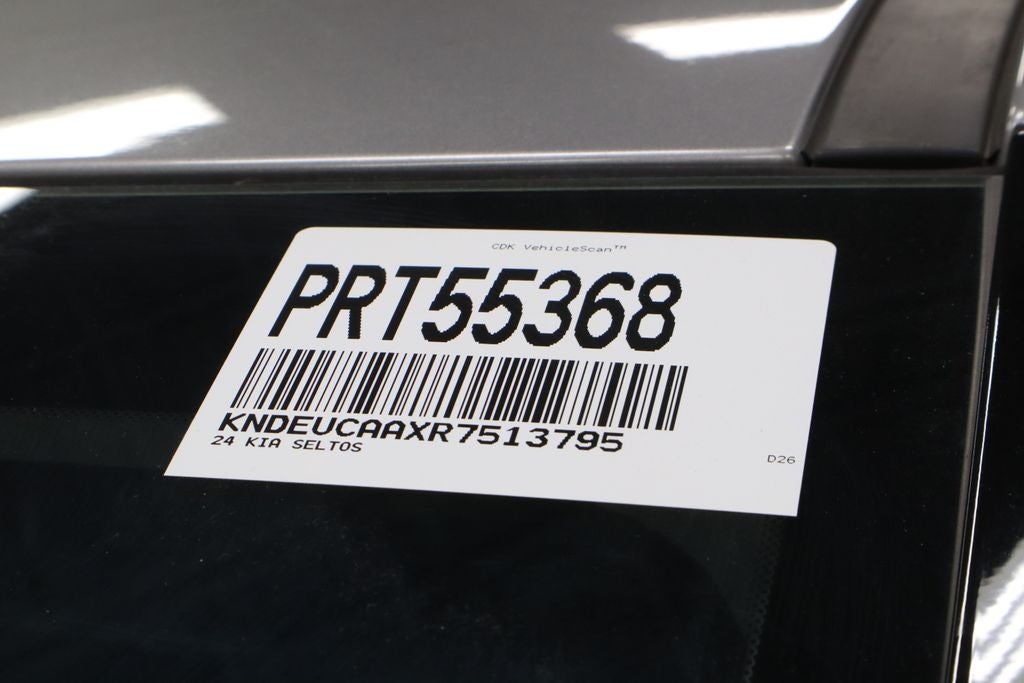 CDK VehicleScan™
PRT55368
KNDEUCAAXR7513795
24 KIA SELTOS
D26